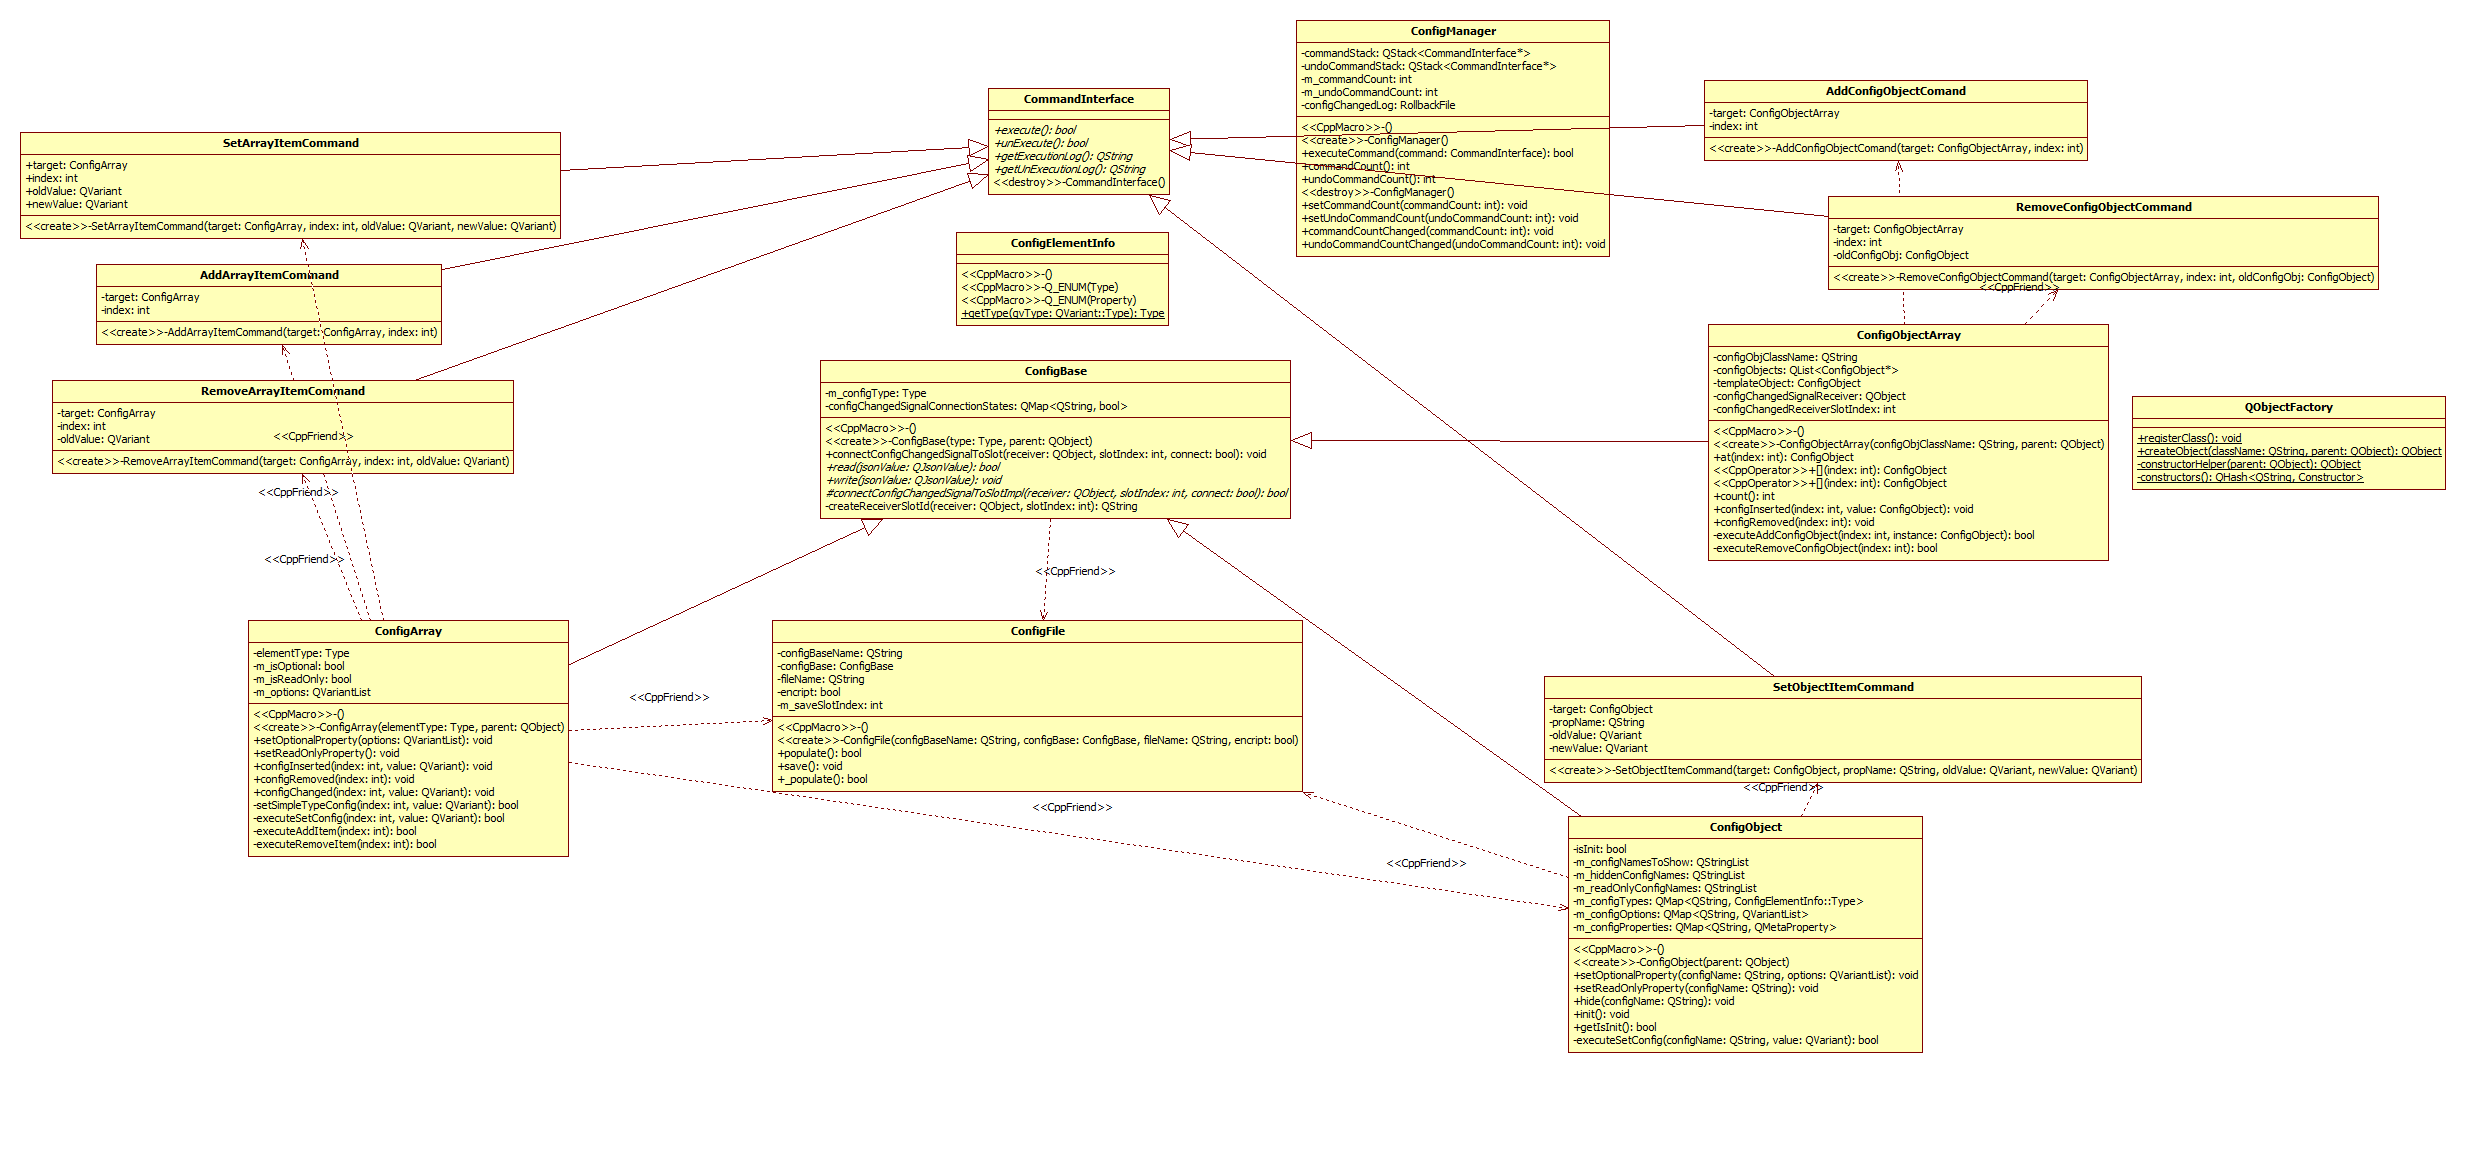 ConfigManager
-commandStack: QStack<CommandInterface*>
-undoCommandStack: QStack<CommandInterface*>
-m_commandCount: int
-m_undoCommandCount: int
-configChangedLog: RollbackFile
<<CppMacro>>-()
<<create>>-ConfigManager()
+executeCommand(command: CommandInterface): bool
+commandCount(): int
+undoCommandCount(): int
<<destroy>>-ConfigManager()
+setCommandCount(commandCount: int): void
+setUndoCommandCount(undoCommandCount: int): void
+commandCountChanged(commandCount: int): void
+undoCommandCountChanged(undoCommandCount: int): void
CommandInterface
+execute(): bool
+unExecute(): bool
+getExecutionLog(): QString
+getUnExecutionLog(): QString
<<destroy>>-CommandInterface()
AddConfigObjectComand
-target: ConfigObjectArray
-index: int
<<create>>-AddConfigObjectComand(target: ConfigObjectArray, index: int)
SetArrayItemCommand
+target: ConfigArray
+index: int
+oldValue: QVariant
+newValue: QVariant
<<create>>-SetArrayItemCommand(target: ConfigArray, index: int, oldValue: QVariant, newValue: QVariant)
RemoveConfigObjectCommand
-target: ConfigObjectArray
-index: int
-oldConfigObj: ConfigObject
<<create>>-RemoveConfigObjectCommand(target: ConfigObjectArray, index: int, oldConfigObj: ConfigObject)
<<CppFriend>>
ConfigElementInfo
<<CppMacro>>-()
<<CppMacro>>-Q_ENUM(Type)
<<CppMacro>>-Q_ENUM(Property)
+getType(qvType: QVariant::Type): Type
AddArrayItemCommand
-target: ConfigArray
-index: int
<<create>>-AddArrayItemCommand(target: ConfigArray, index: int)
RemoveArrayItemCommand
-target: ConfigArray
-index: int
-oldValue: QVariant
<<create>>-RemoveArrayItemCommand(target: ConfigArray, index: int, oldValue: QVariant)
<<CppFriend>>
<<CppFriend>>
<<CppFriend>>
ConfigBase
-m_configType: Type
-configChangedSignalConnectionStates: QMap<QString, bool>
<<CppMacro>>-()
<<create>>-ConfigBase(type: Type, parent: QObject)
+connectConfigChangedSignalToSlot(receiver: QObject, slotIndex: int, connect: bool): void
+read(jsonValue: QJsonValue): bool
+write(jsonValue: QJsonValue): void
#connectConfigChangedSignalToSlotImpl(receiver: QObject, slotIndex: int, connect: bool): bool
-createReceiverSlotId(receiver: QObject, slotIndex: int): QString
<<CppFriend>>
ConfigObjectArray
-configObjClassName: QString
-configObjects: QList<ConfigObject*>
-templateObject: ConfigObject
-configChangedSignalReceiver: QObject
-configChangedReceiverSlotIndex: int
<<CppMacro>>-()
<<create>>-ConfigObjectArray(configObjClassName: QString, parent: QObject)
+at(index: int): ConfigObject
<<CppOperator>>+[](index: int): ConfigObject
<<CppOperator>>+[](index: int): ConfigObject
+count(): int
+configInserted(index: int, value: ConfigObject): void
+configRemoved(index: int): void
-executeAddConfigObject(index: int, instance: ConfigObject): bool
-executeRemoveConfigObject(index: int): bool
QObjectFactory
+registerClass(): void
+createObject(className: QString, parent: QObject): QObject
-constructorHelper(parent: QObject): QObject
-constructors(): QHash<QString, Constructor>
ConfigArray
-elementType: Type
-m_isOptional: bool
-m_isReadOnly: bool
-m_options: QVariantList
<<CppMacro>>-()
<<create>>-ConfigArray(elementType: Type, parent: QObject)
+setOptionalProperty(options: QVariantList): void
+setReadOnlyProperty(): void
+configInserted(index: int, value: QVariant): void
+configRemoved(index: int): void
+configChanged(index: int, value: QVariant): void
-setSimpleTypeConfig(index: int, value: QVariant): bool
-executeSetConfig(index: int, value: QVariant): bool
-executeAddItem(index: int): bool
-executeRemoveItem(index: int): bool
<<CppFriend>>
ConfigFile
-configBaseName: QString
-configBase: ConfigBase
-fileName: QString
-encript: bool
-m_saveSlotIndex: int
<<CppMacro>>-()
<<create>>-ConfigFile(configBaseName: QString, configBase: ConfigBase, fileName: QString, encript: bool)
+populate(): bool
+save(): void
+_populate(): bool
<<CppFriend>>
<<CppFriend>>
SetObjectItemCommand
-target: ConfigObject
-propName: QString
-oldValue: QVariant
-newValue: QVariant
<<create>>-SetObjectItemCommand(target: ConfigObject, propName: QString, oldValue: QVariant, newValue: QVariant)
<<CppFriend>>
ConfigObject
-isInit: bool
-m_configNamesToShow: QStringList
-m_hiddenConfigNames: QStringList
-m_readOnlyConfigNames: QStringList
-m_configTypes: QMap<QString, ConfigElementInfo::Type>
-m_configOptions: QMap<QString, QVariantList>
-m_configProperties: QMap<QString, QMetaProperty>
<<CppMacro>>-()
<<create>>-ConfigObject(parent: QObject)
+setOptionalProperty(configName: QString, options: QVariantList): void
+setReadOnlyProperty(configName: QString): void
+hide(configName: QString): void
+init(): void
+getIsInit(): bool
-executeSetConfig(configName: QString, value: QVariant): bool